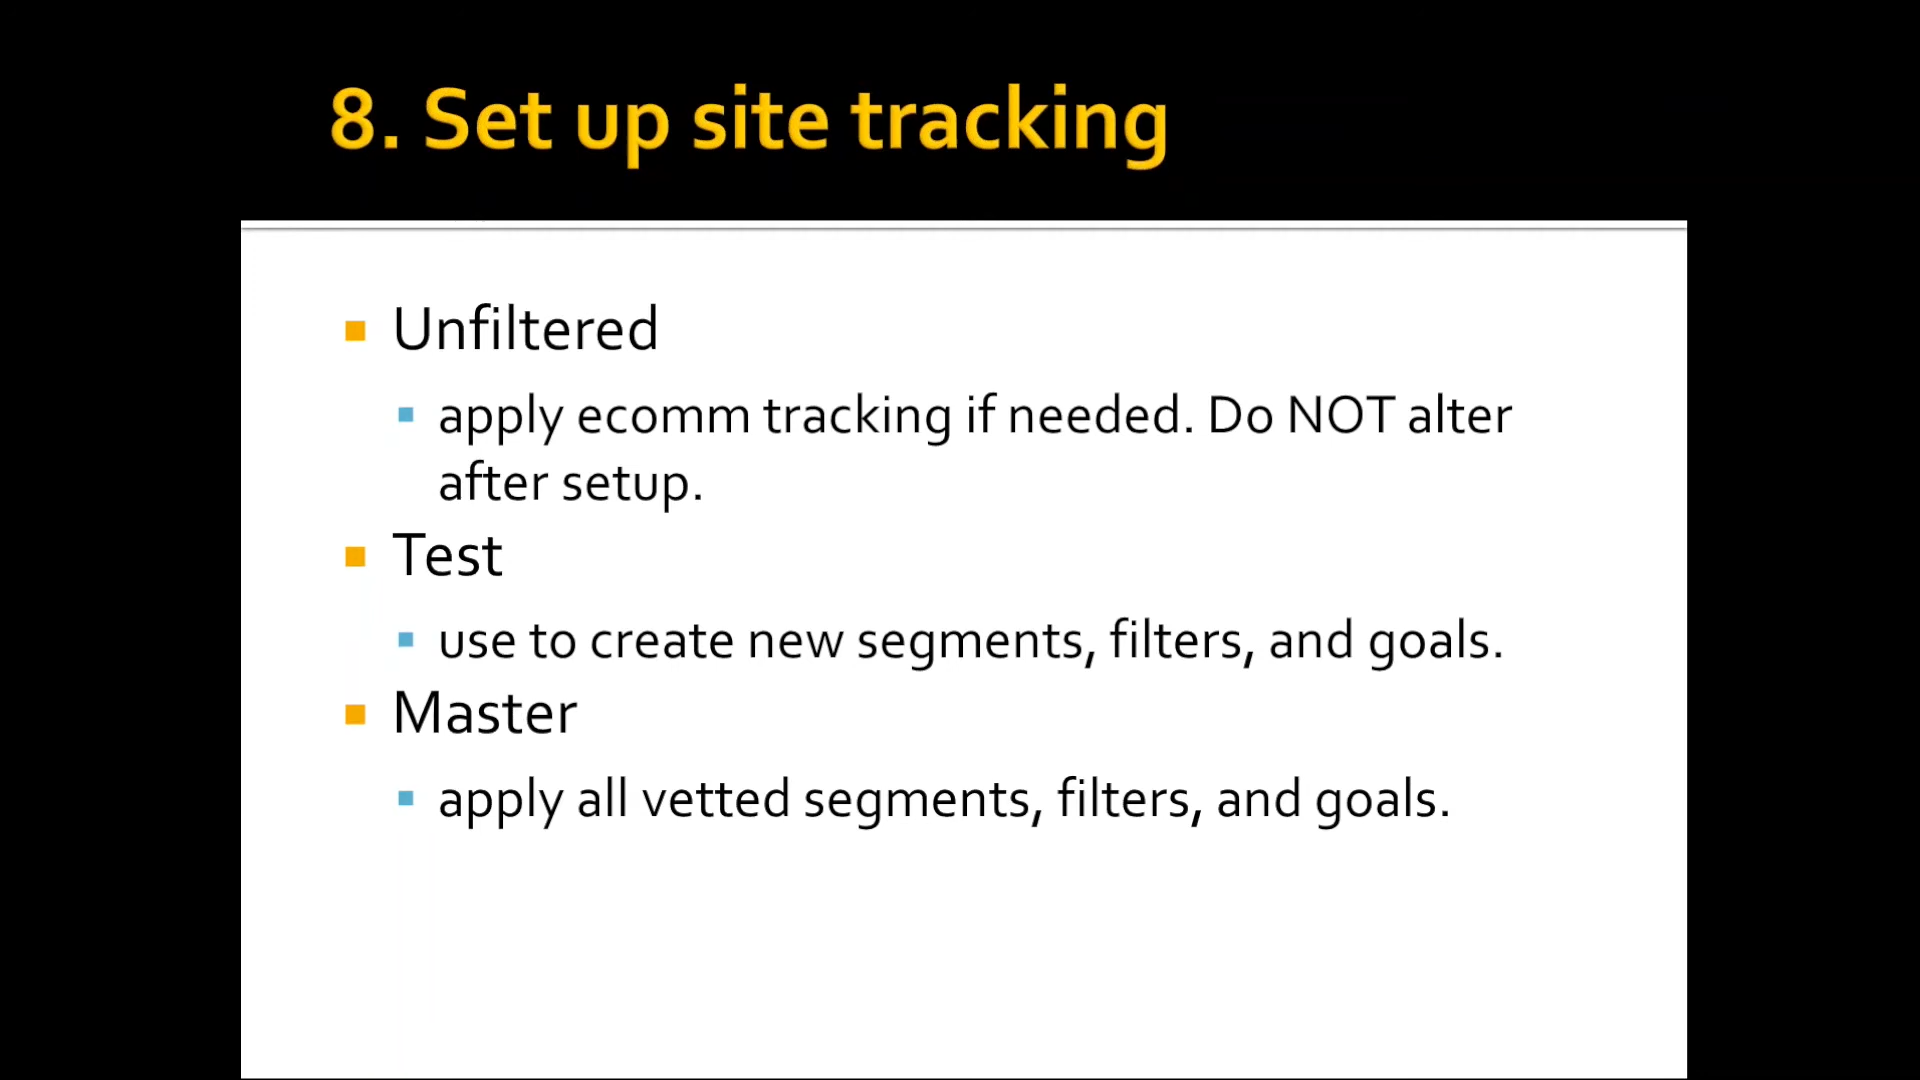 8. Set up site tracking
Unfiltered
apply ecomm tracking if needed. Do NOT alter
after setup.
Test
use to create new segments, filters, and goals.
Master
apply all vetted segments, filters, and goals.